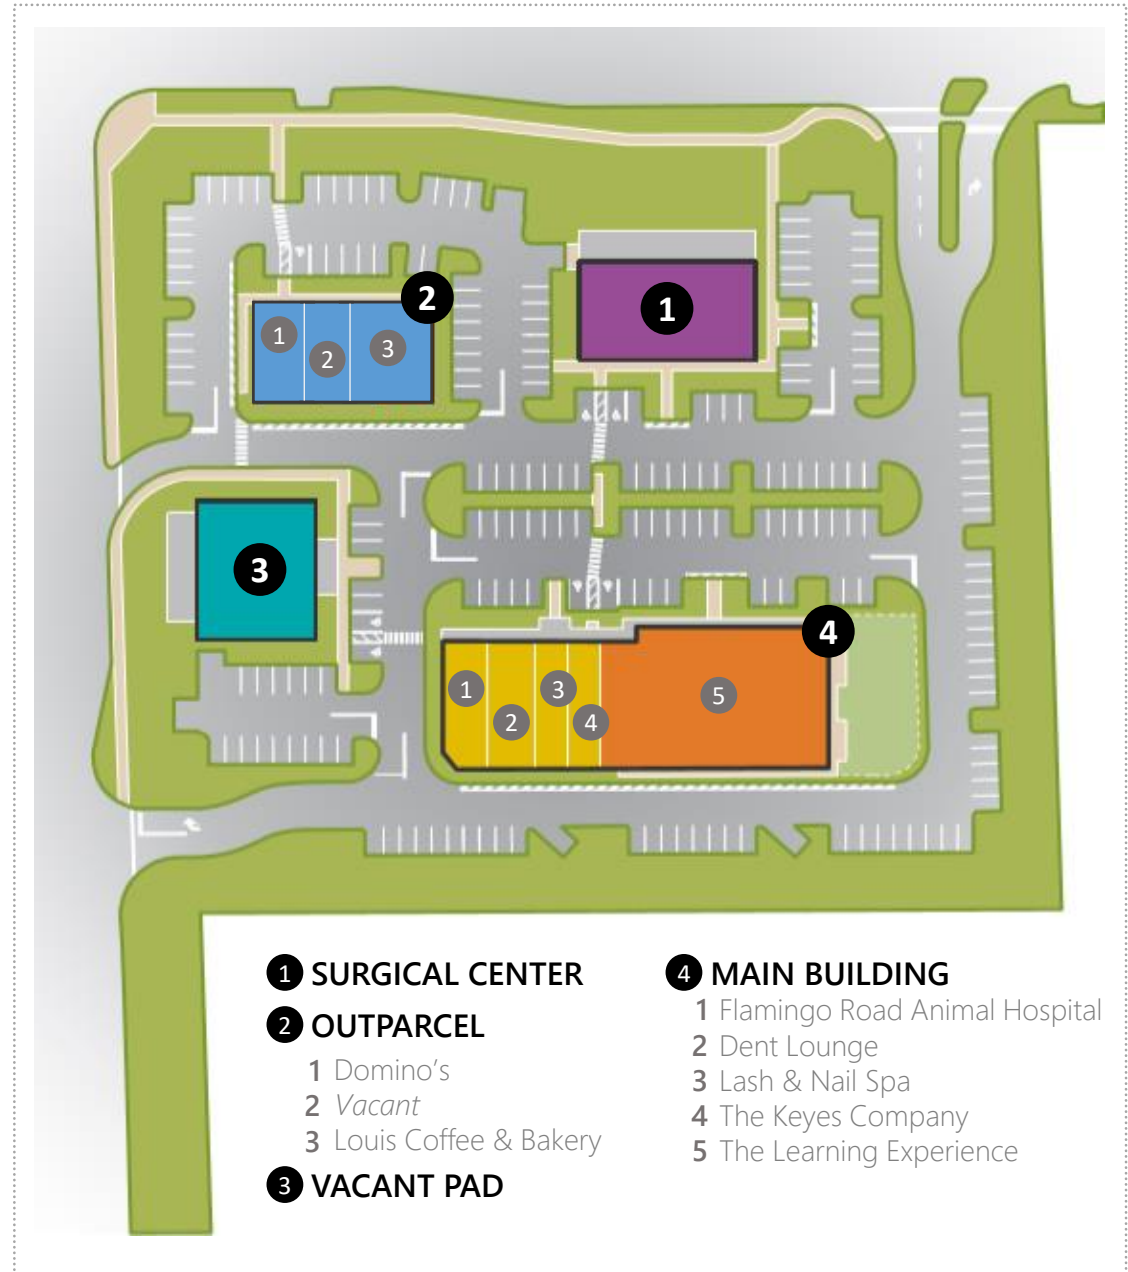 2
1
1
2
3
3
4
1
2
3
4
5
1 SURGICAL CENTER
2 OUTPARCEL
1 Domino’s
2 Vacant
3 Louis Coffee & Bakery
3 VACANT PAD
4 MAIN BUILDING
1 Flamingo Road Animal Hospital
2 Dent Lounge
3 Lash & Nail Spa
4 The Keyes Company
5 The Learning Experience